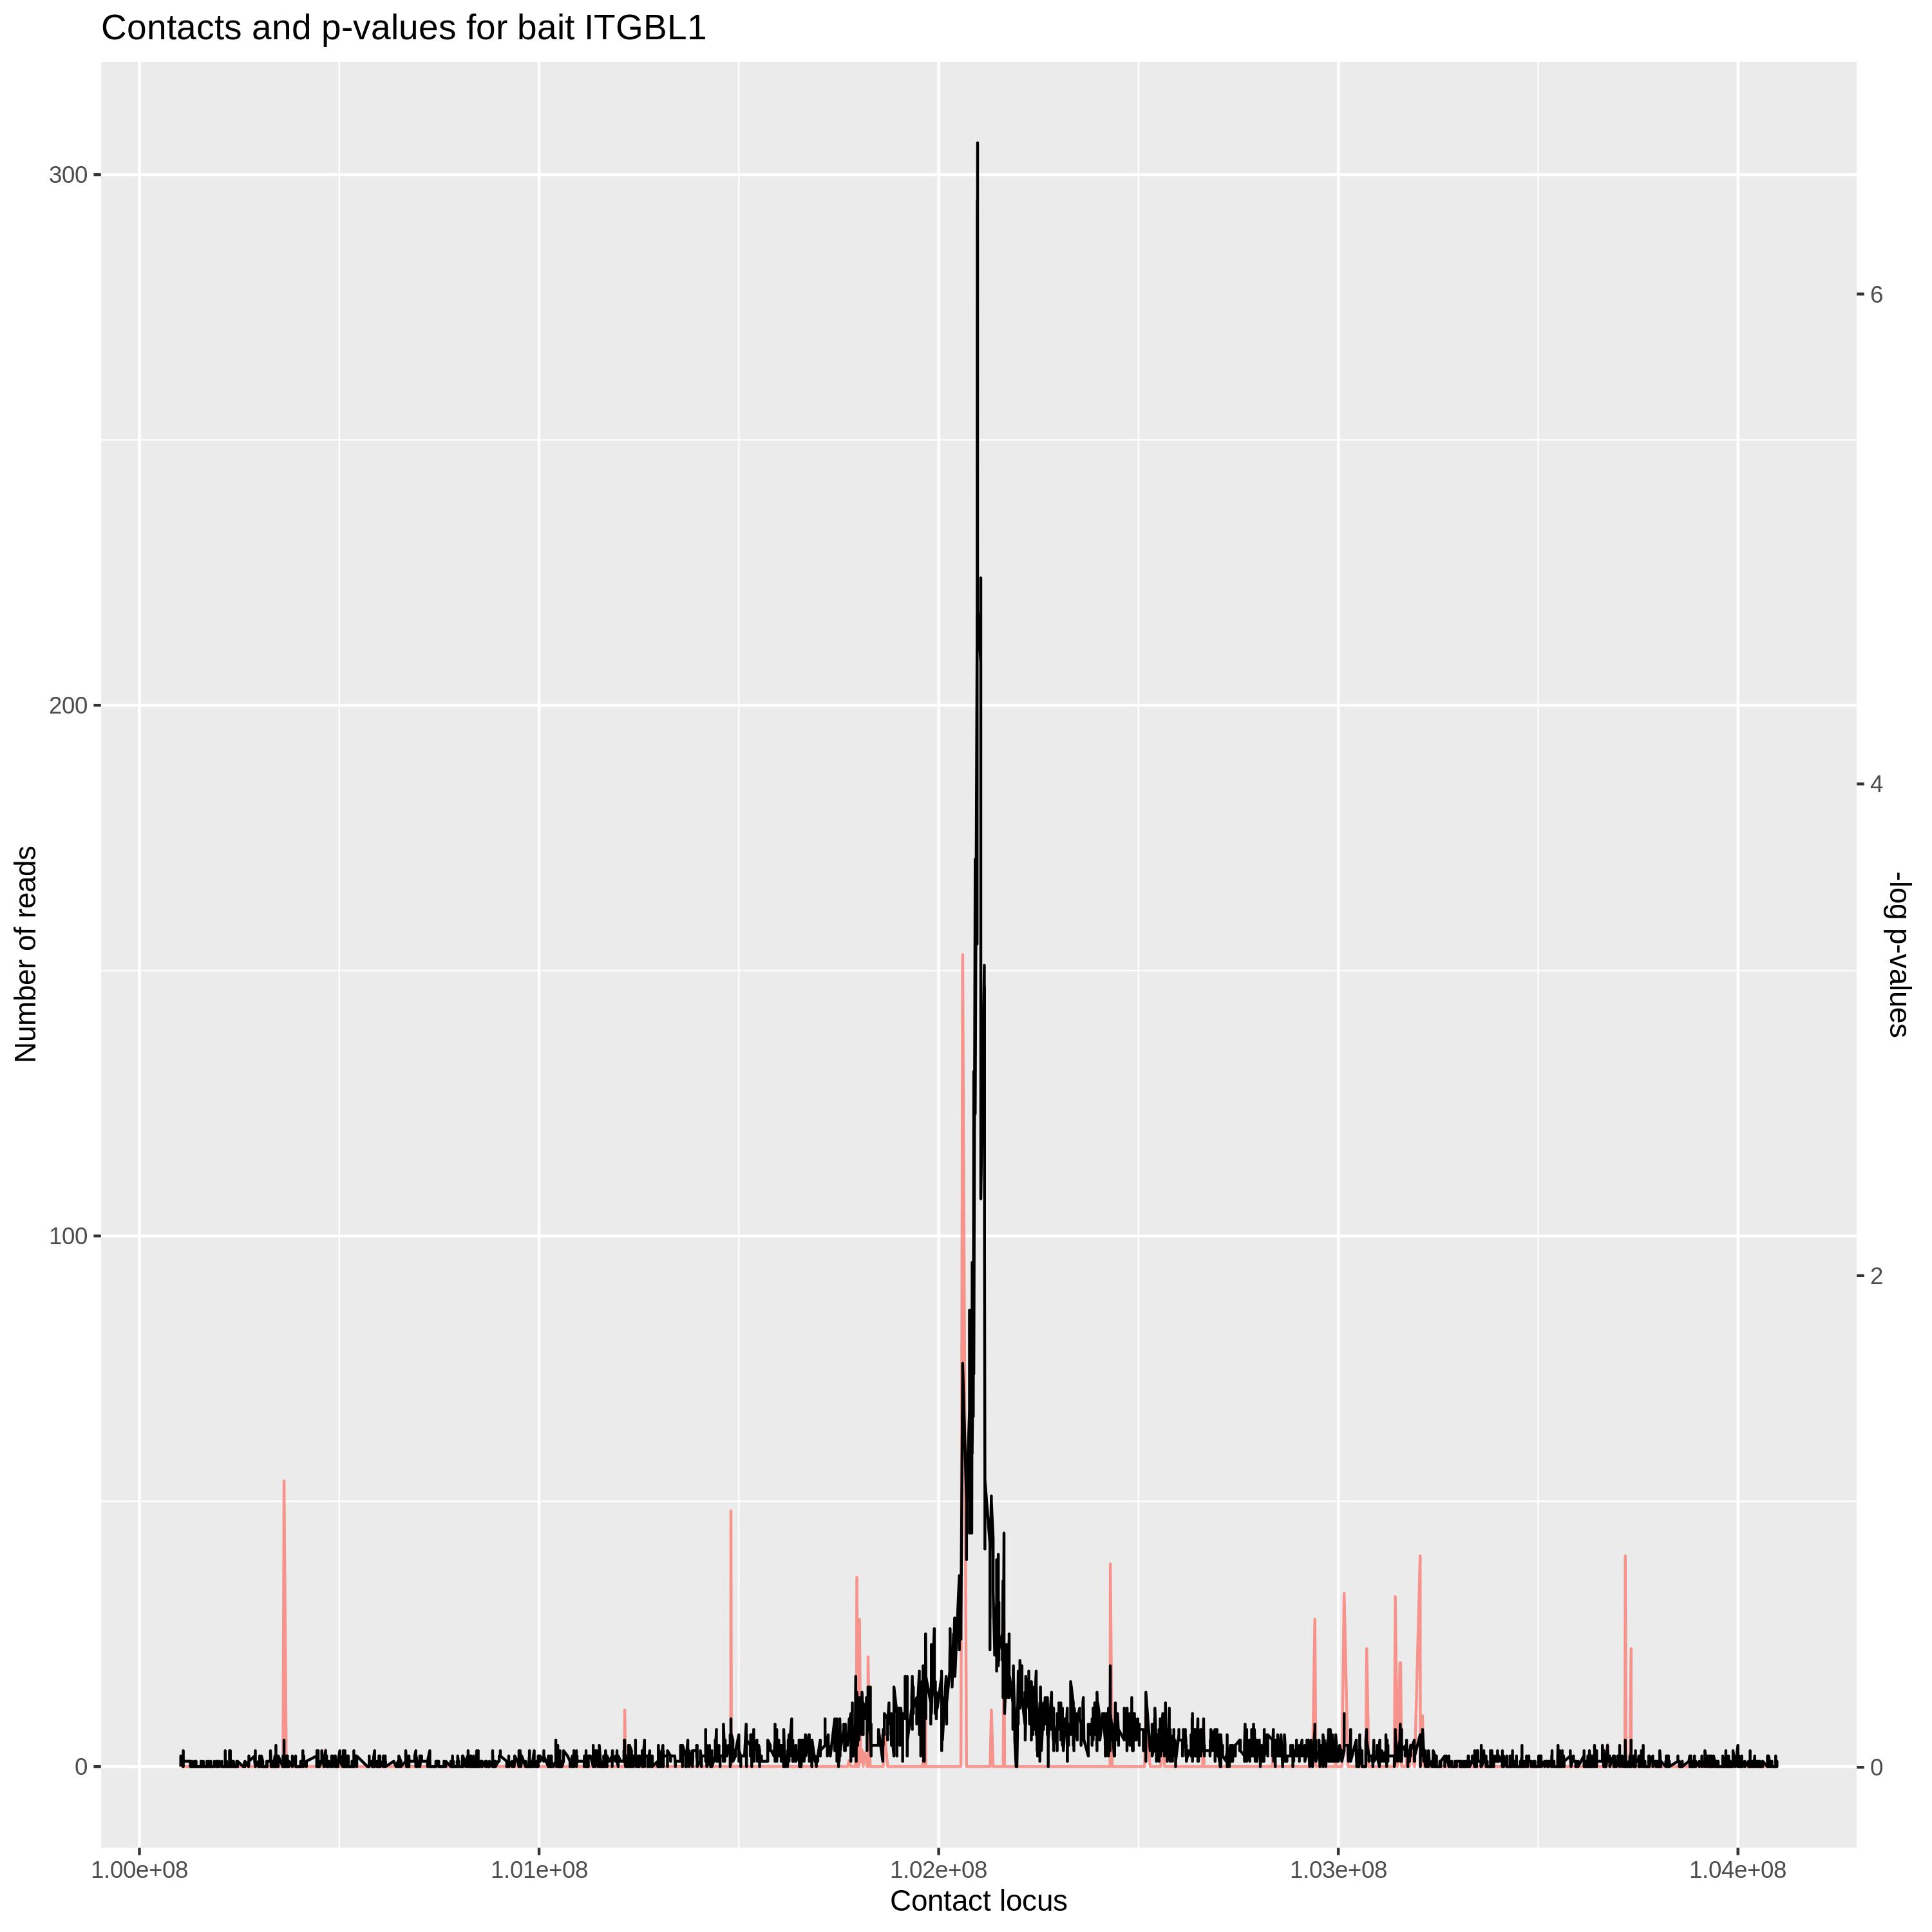 Contacts and p-values for bait ITGBL1
300
200
100
0
Number of reads
6
4
2
0
-log p-values
1.00e+08
1.01e+08
1.02e+08
1.03e+08
1.04e+08
Contact locus